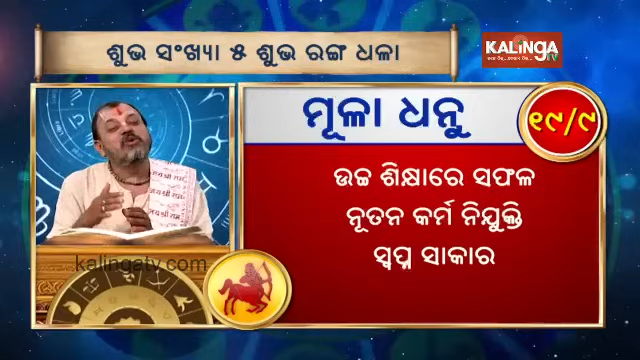 ଶୁଭ ସଂଖ୍ୟା ୫ ଶୁଭ ରଙ୍ଗ ଧଳା
KALINGA
TV
ମୂଳା ଧନୁ
୧୯/୯
ଉଚ୍ଚ ଶିକ୍ଷାରେ ସଫଳ
ନୂତନ କର୍ମ ନିଯୁକ୍ତି
ସ୍ୱପ୍ନ ସାକାର
kalingatv.com